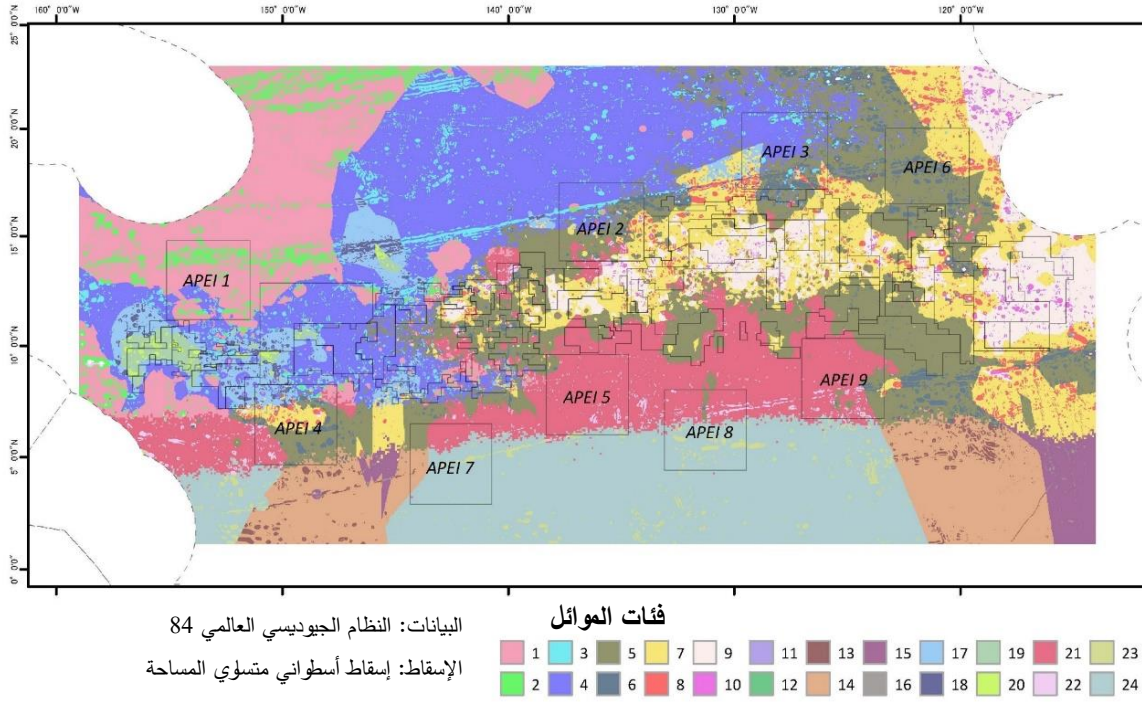 160° 0'0"W 150° 0'0"W 140° 0'0"W 130° 0'0"W 120° 0'0"W
25° 0'0"N
20° 0'0"N
15° 0'0"N
10° 0'0"N
5° 0'0"N
APEI 3
APEI 6
APEI 2
APEI 1
APEI 9
APEI 5
APEI 4
APEI 8
APEI 7
فئات الموائل
البيانات: النظام الجيوديسي العالمي 84
الإسقاط: إسقاط أسطواني متساوي المساحة
1 3 5 7 9 11 13 15 17 19 21 23
2 4 6 8 10 12 14 16 18 20 22 24